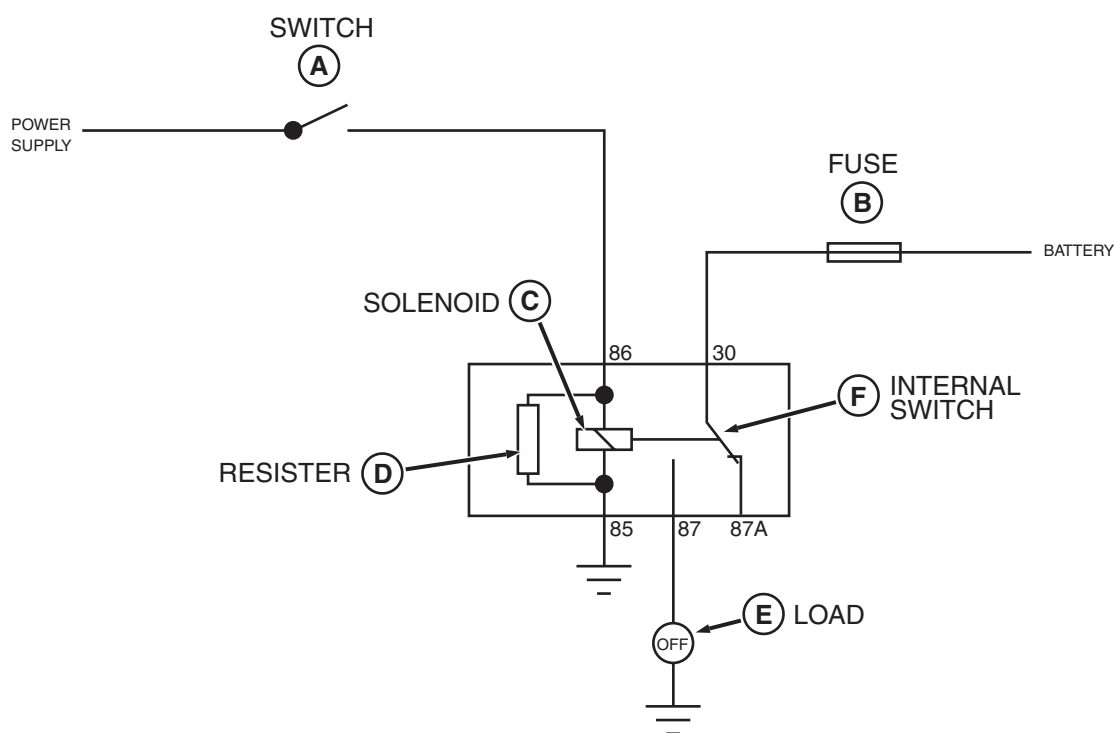 SWITCH
A
POWER
SUPPLY
FUSE
B
BATTERY
SOLENOID C
86
30
F INTERNAL
SWITCH
RESISTER D
85
87
87A
E LOAD
OFF